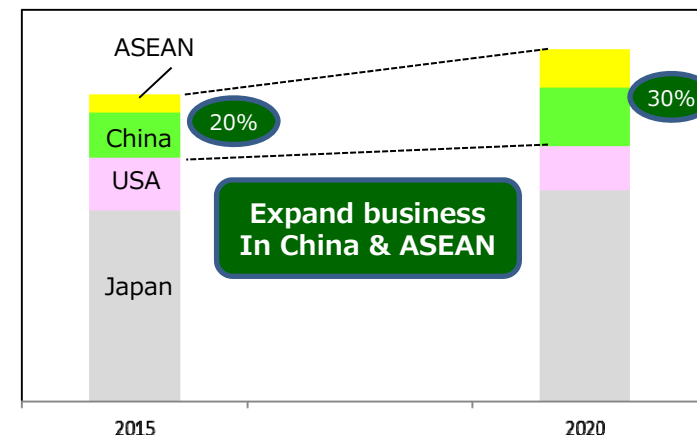 ASEAN
20%
30%
China
USA
Expand business
In China & ASEAN
Japan
2015
2020